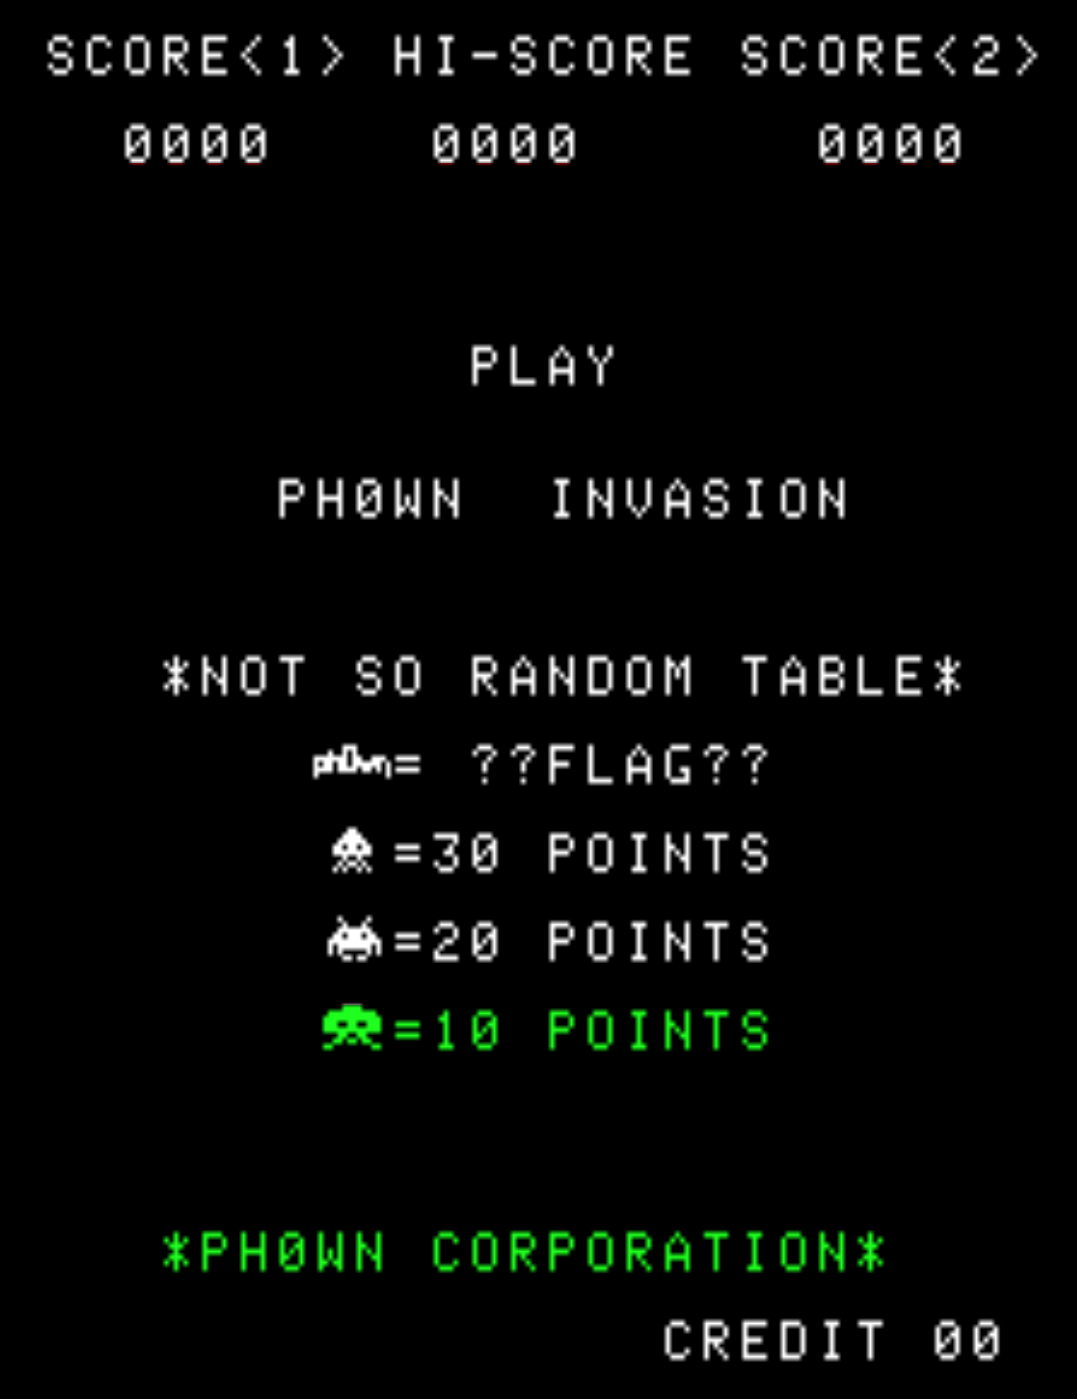 SCORE<1> HI-SCORE SCORE<2>
0000 0000 0000
PLAY
PH0WN INVASION
*NOT SO RANDOM TABLE*
ph0wn= ??FLAG??
=30 POINTS
=20 POINTS
=10 POINTS
*PH0WN CORPORATION*
CREDIT 00